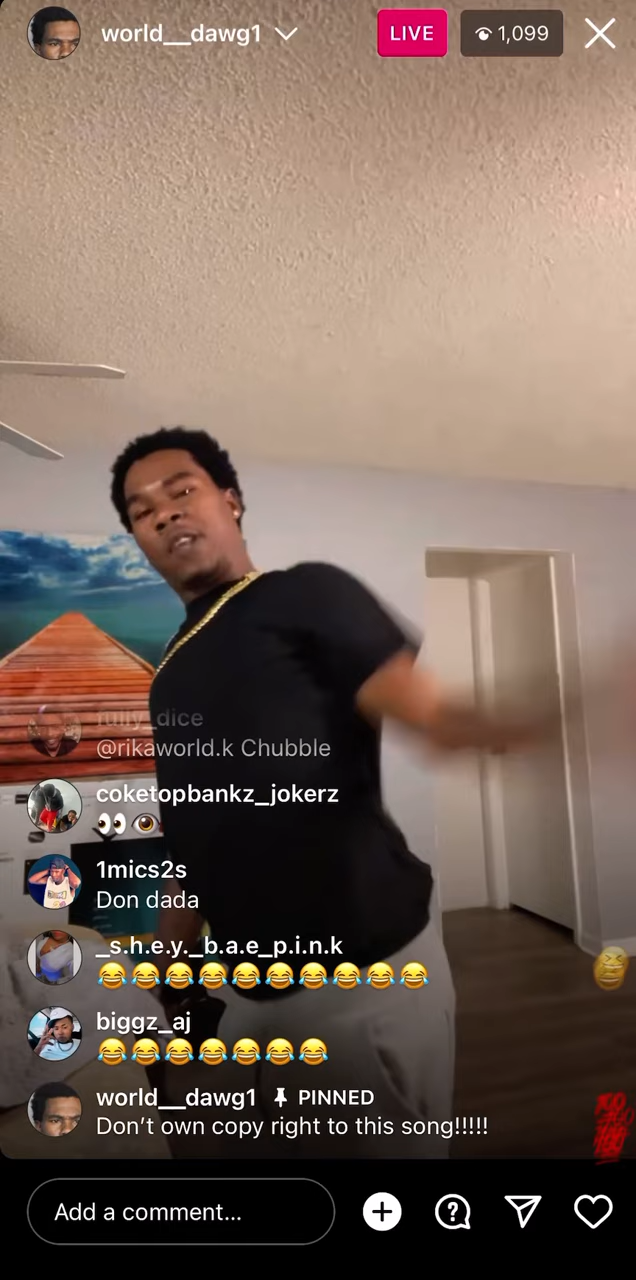 world__dawg1
LIVE
1,099
fully_dice
@rikaworld.k Chubble
coketopbankz_jokerz
👀👁️
1mics2s
Don dada
_s.h.e.y._b.a.e_p.i.n.k
😂😂😂😂😂😂😂😂😂😂
biggz_aj
😂😂😂😂😂😂😂
world__dawg1 📌 PINNED
Don't own copy right to this song!!!!!
Add a comment...